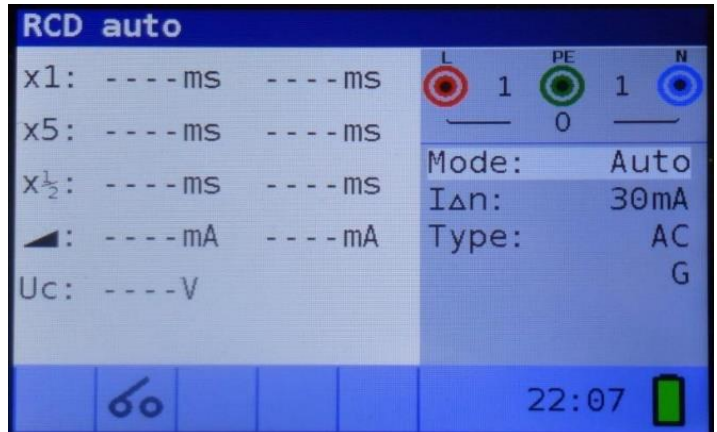 RCD auto
x1: ----ms ----ms
x5: ----ms ----ms
x½: ----ms ----ms
◢: ----mA ----mA
Uc: ----V
L PE N
1 1
0
Mode: Auto
I∆n: 30mA
Type: AC
G
22:07